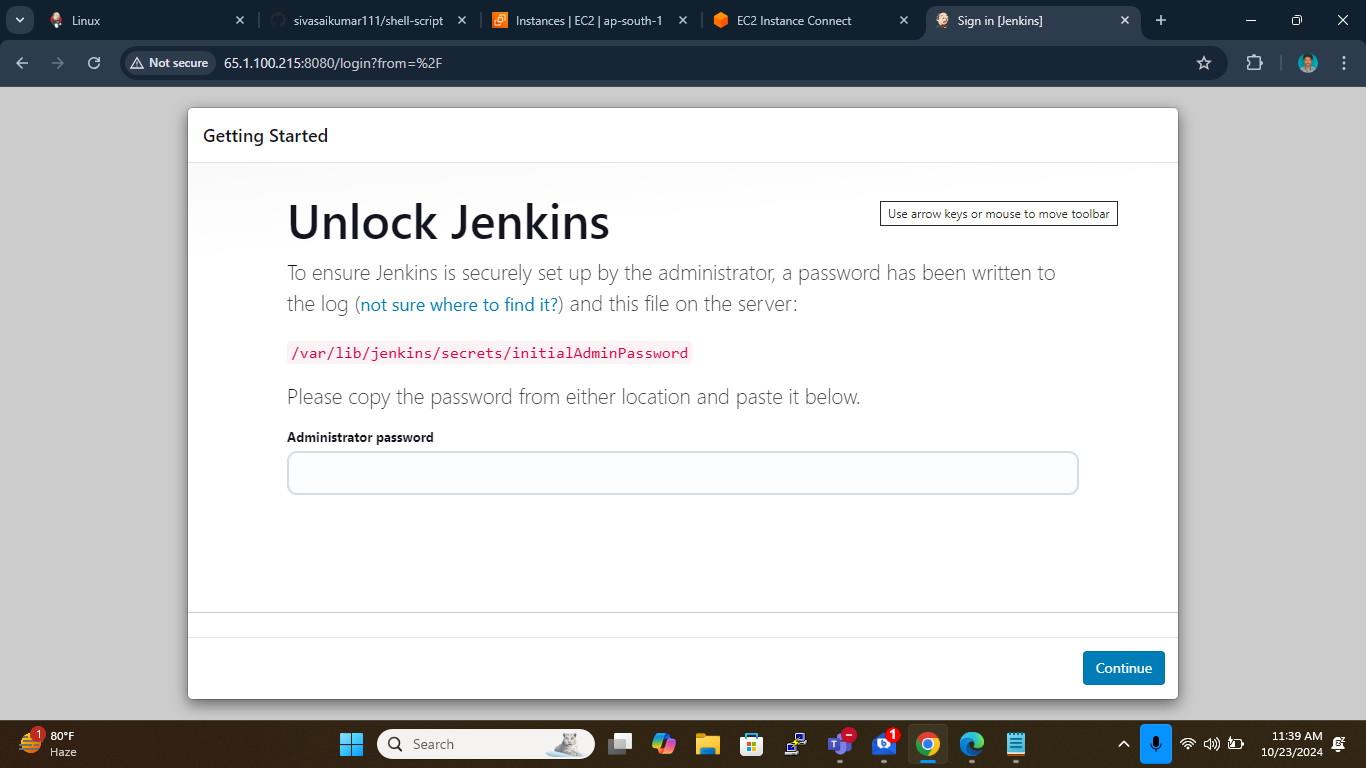 Linux
sivasaikumar111/shell-script
Instances | EC2 | ap-south-1
EC2 Instance Connect
Sign in [Jenkins]
Not secure
65.1.100.215:8080/login?from=%2F
Getting Started
Unlock Jenkins
Use arrow keys or mouse to move toolbar
To ensure Jenkins is securely set up by the administrator, a password has been written to
the log (not sure where to find it?) and this file on the server:
/var/lib/jenkins/secrets/initialAdminPassword
Please copy the password from either location and paste it below.
Administrator password
Continue
1
80°F
Haze
Search
1
11:39 AM
10/23/2024